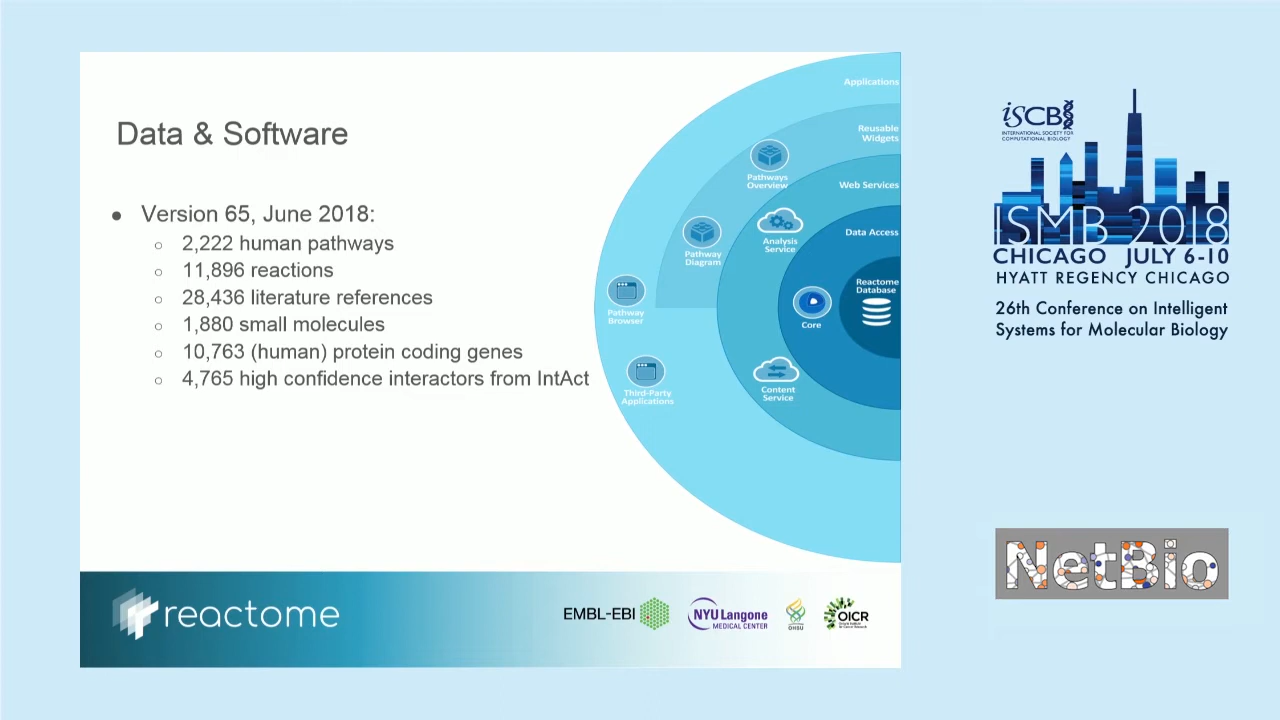 Data & Software
● Version 65, June 2018:
○ 2,222 human pathways
○ 11,896 reactions
○ 28,436 literature references
○ 1,880 small molecules
○ 10,763 (human) protein coding genes
○ 4,765 high confidence interactors from IntAct
Applications
Reusable
Widgets
Pathways
Overview
Web Services
Pathway
Diagram
Analysis
Service
Data Access
Reactome
Database
Pathway
Browser
Core
Third-Party
Applications
Content
Service
reactome
EMBL-EBI
NYU Langone
MEDICAL CENTER
OHSU
OICR
iSCB
INTERNATIONAL SOCIETY FOR
COMPUTATIONAL BIOLOGY
ISMB 2018
CHICAGO JULY 6-10
HYATT REGENCY CHICAGO
26th Conference on Intelligent
Systems for Molecular Biology
NetBio